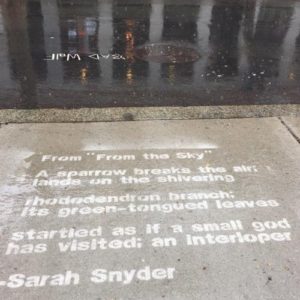 From "From the Sky"
A sparrow breaks the air;
lands on the shivering
rhododendron branch;
its green-tongued leaves
startled as if a small god
has visited; an interloper
-Sarah Snyder